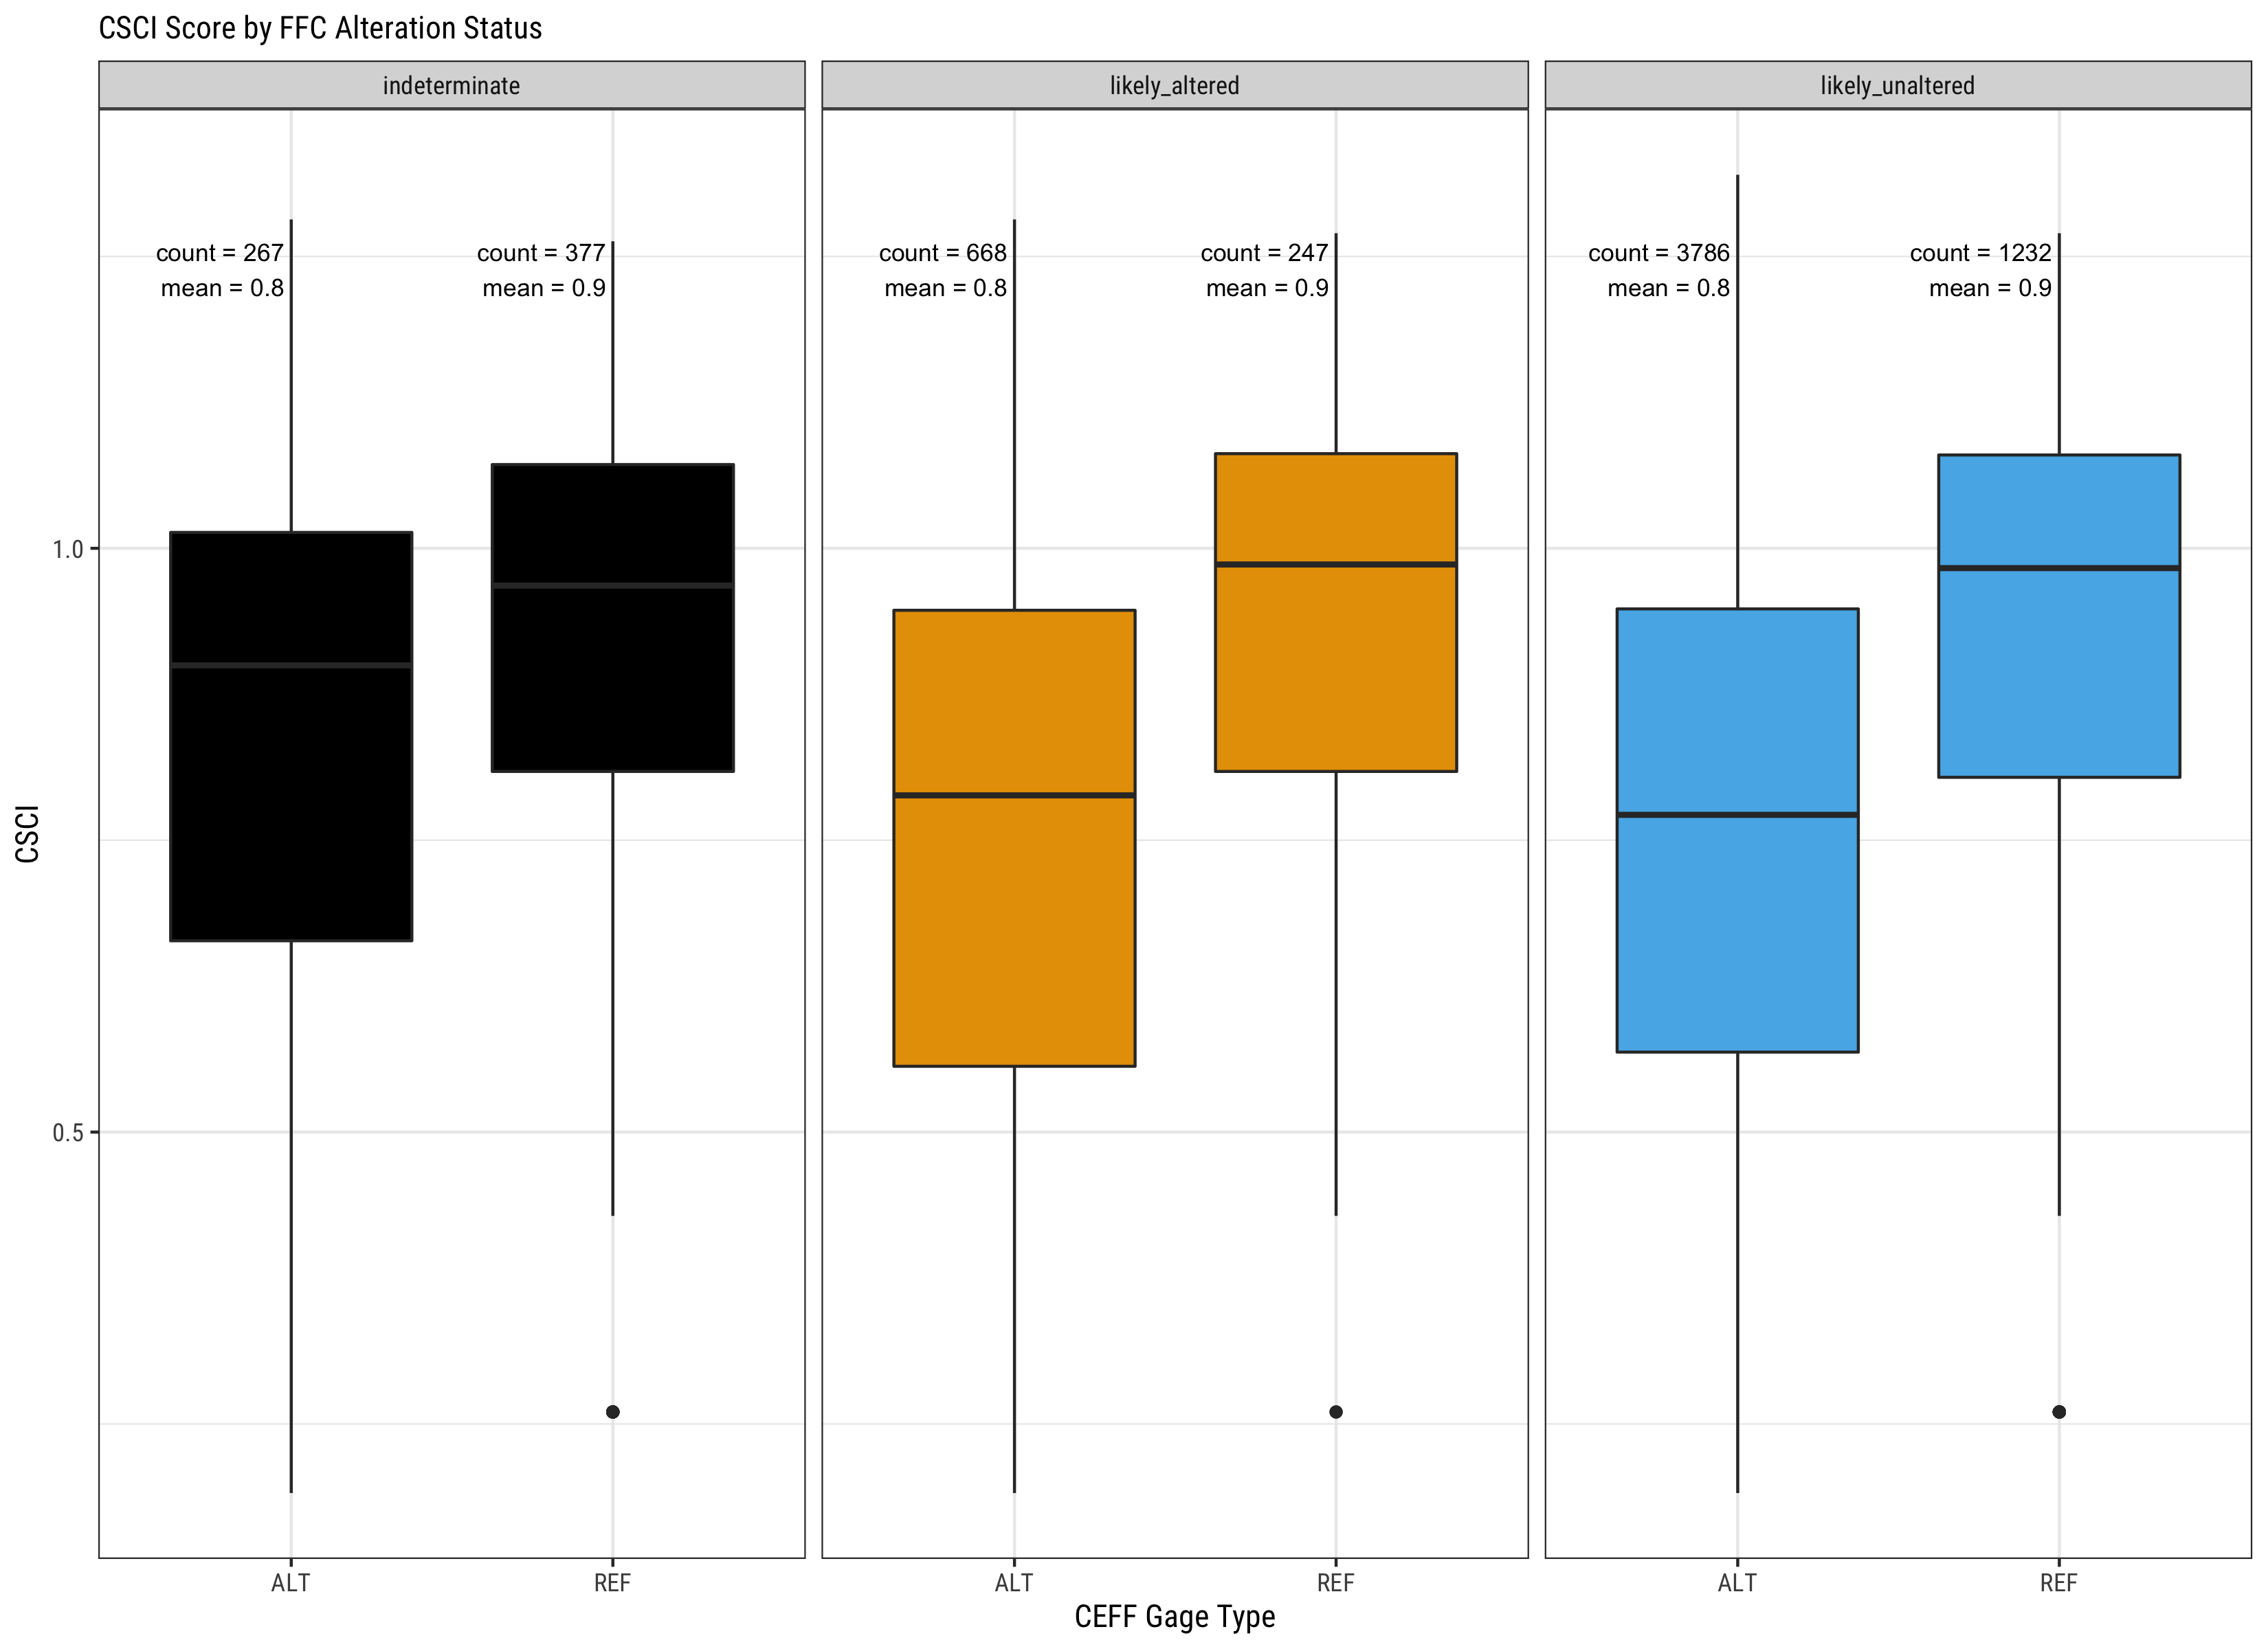 CSCI Score by FFC Alteration Status
indeterminate
likely_altered
likely_unaltered
count = 267
mean = 0.8
count = 377
mean = 0.9
count = 668
mean = 0.8
count = 247
mean = 0.9
count = 3786
mean = 0.8
count = 1232
mean = 0.9
1.0
0.5
CSCI
ALT
REF
ALT
REF
ALT
REF
CEFF Gage Type